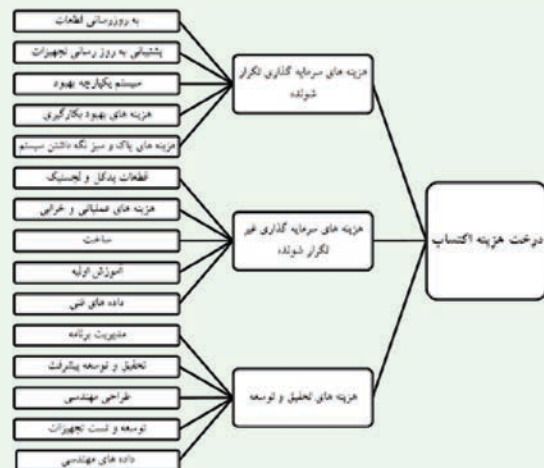 درخت هزینه اکتساب
هزینه های سرمایه گذاری تکرار
شونده
به روزرسانی قطعات
پشتیبانی به روز رسانی تجهیزات
سیستم یکپارچه بهبود
هزینه های بهبود بکارگیری
هزینه های پاک و سبز نگه داشتن سیستم
هزینه های سرمایه گذاری غیر
تکرار شونده
قطعات یدکی و لجستیک
هزینه های عملیاتی و خرابی
ساخت
آموزش اولیه
داده های فنی
هزینه های تحقیق و توسعه
مدیریت برنامه
تحقیق و توسعه پیشرفت
طراحی مهندسی
توسعه و تست تجهیزات
داده های مهندسی